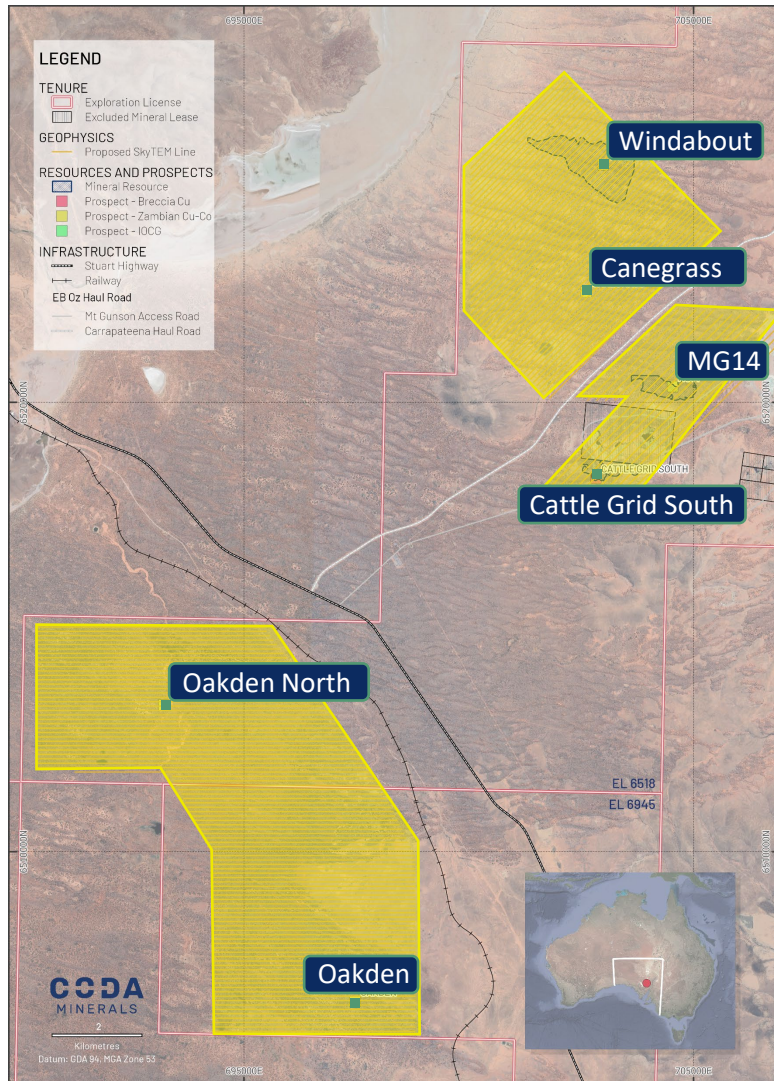 695000E
705000E
LEGEND
TENURE
Exploration License
Excluded Mineral Lease
GEOPHYSICS
Proposed SkyTEM Line
RESOURCES AND PROSPECTS
Mineral Resource
Prospect - Breccia Cu
Prospect - Zambian Cu-Co
Prospect - IOCG
INFRASTRUCTURE
Stuart Highway
Railway
EB Oz Haul Road
Mt Gunson Access Road
Carrapateena Haul Road
Windabout
Canegrass
MG14
6520000N
6520000N
CATTLE GRID SOUTH
Cattle Grid South
Oakden North
EL 6518
EL 6945
6510000N
6510000N
Oakden
CODA
MINERALS
2
Kilometres
Datum: GDA 94, MGA Zone 53
695000E
705000E